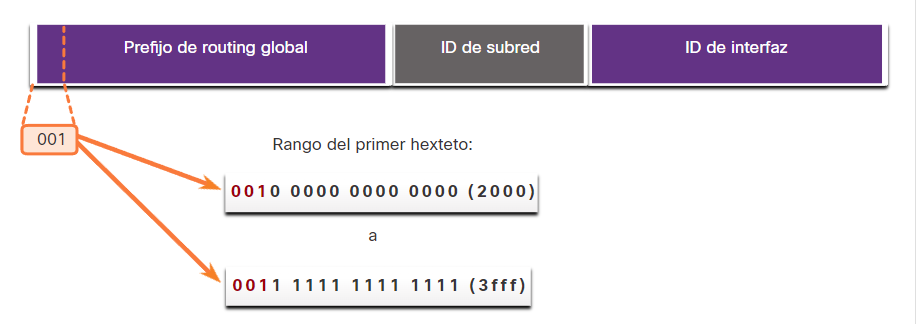 Prefijo de routing global
ID de subred
ID de interfaz
001
Rango del primer hexteto:
0010 0000 0000 0000 (2000)
a
0011 1111 1111 1111 (3fff)